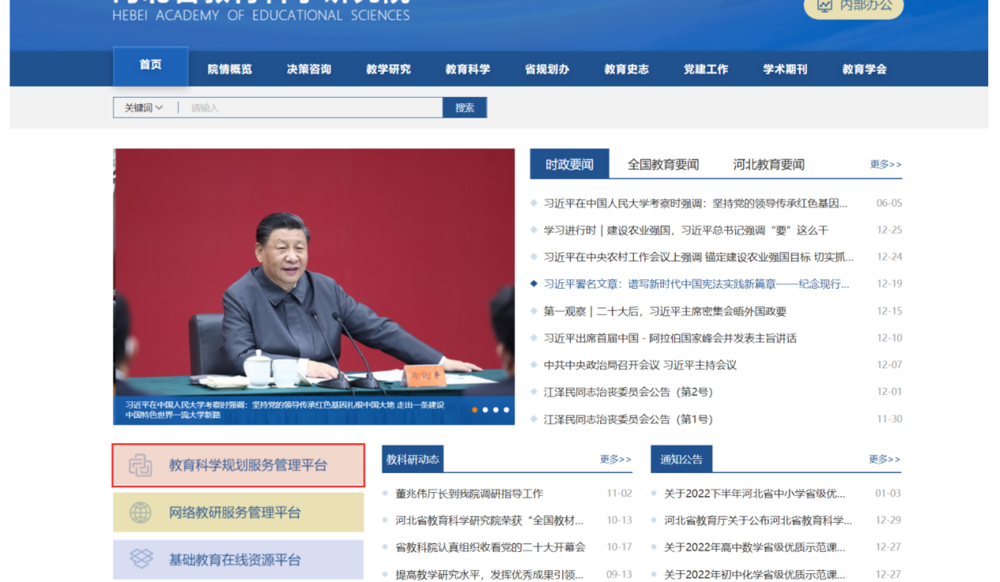 河北省教育科学研究院
HEBEI ACADEMY OF EDUCATIONAL SCIENCES
内部办公
首页 院情概览 决策咨询 教学研究 教育科学 省规划办 教育史志 党建工作 学术期刊 教育学会
关键词 请输入 搜索
时政要闻 全国教育要闻 河北教育要闻 更多>>
习近平在中国人民大学考察时强调：坚持党的领导传承红色基因... 06-05
学习进行时 | 建设农业强国，习近平总书记强调“要”这么干 12-25
习近平在中央农村工作会议上强调 锚定建设农业强国目标 切实抓... 12-24
习近平署名文章：谱写新时代中国宪法实践新篇章——纪念现行... 12-19
第一观察 | 二十大后，习近平主席密集会晤外国政要 12-15
习近平出席首届中国 - 阿拉伯国家峰会并发表主旨讲话 12-10
中共中央政治局召开会议 习近平主持会议 12-07
江泽民同志治丧委员会公告（第2号） 12-01
江泽民同志治丧委员会公告（第1号） 11-30
习近平
习近平在中国人民大学考察时强调：坚持党的领导传承红色基因扎根中国大地 走出一条建设
中国特色世界一流大学新路
教育科学规划服务管理平台
网络教研服务管理平台
基础教育在线资源平台
教科研动态 更多>>
董兆伟厅长到我院调研指导工作 11-02
河北省教育科学研究院荣获“全国教材... 10-13
省教科院认真组织收看党的二十大开幕会 10-17
提高教学研究水平，发挥优秀成果引领... 09-13
通知公告 更多>>
关于2022下半年河北省中小学省级优... 01-03
河北省教育厅关于公布河北省教育科学... 12-29
关于2022年高中数学省级优质示范课... 12-27
关于2022年初中化学省级优质示范课... 12-27